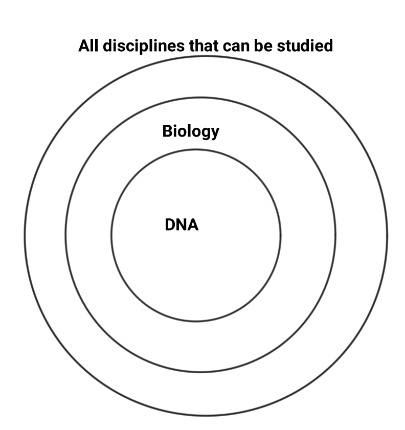 All disciplines that can be studied
Biology
DNA